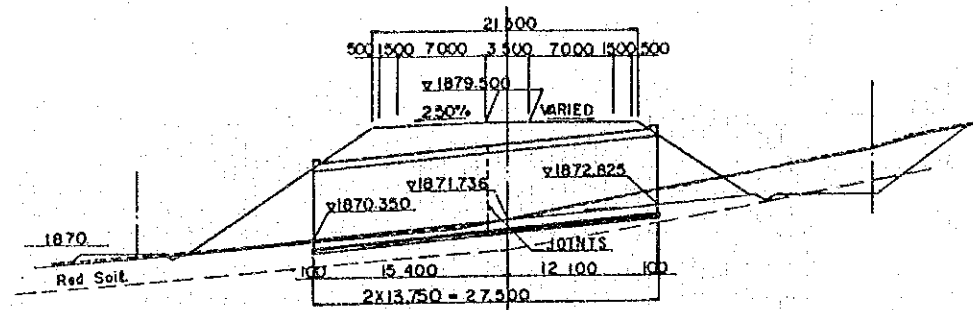 21 500
500 1500 7000 3 500 7000 1500 500
▽1879.500
2.50% VARIED
▽1871.736 ▽1872.825
▽1870.350
1870 JOINTS
Red Soil
100 15 400 12 100 100
2X13.750 = 27.500